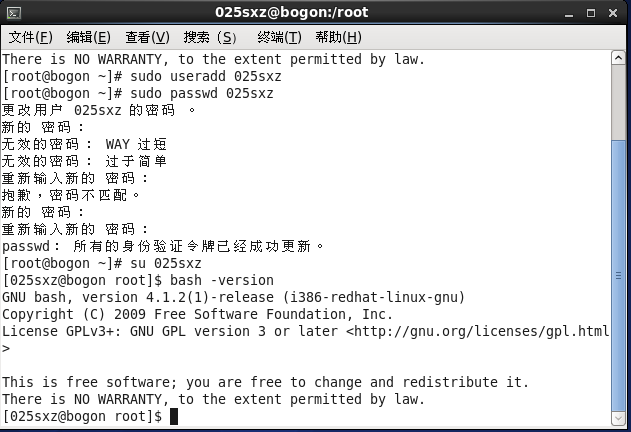 025sxz@bogon:/root
文件(F) 编辑(E) 查看(V) 搜索 (S) 终端(T) 帮助(H)
There is NO WARRANTY, to the extent permitted by law.
[root@bogon ~]# sudo useradd 025sxz
[root@bogon ~]# sudo passwd 025sxz
更改用户 025sxz 的密码 。
新的 密码：
无效的密码： WAY 过短
无效的密码： 过于简单
重新输入新的 密码：
抱歉，密码不匹配。
新的 密码：
重新输入新的 密码：
passwd： 所有的身份验证令牌已经成功更新。
[root@bogon ~]# su 025sxz
[025sxz@bogon root]$ bash -version
GNU bash, version 4.1.2(1)-release (i386-redhat-linux-gnu)
Copyright (C) 2009 Free Software Foundation, Inc.
License GPLv3+: GNU GPL version 3 or later <http://gnu.org/licenses/gpl.html
>
This is free software; you are free to change and redistribute it.
There is NO WARRANTY, to the extent permitted by law.
[025sxz@bogon root]$